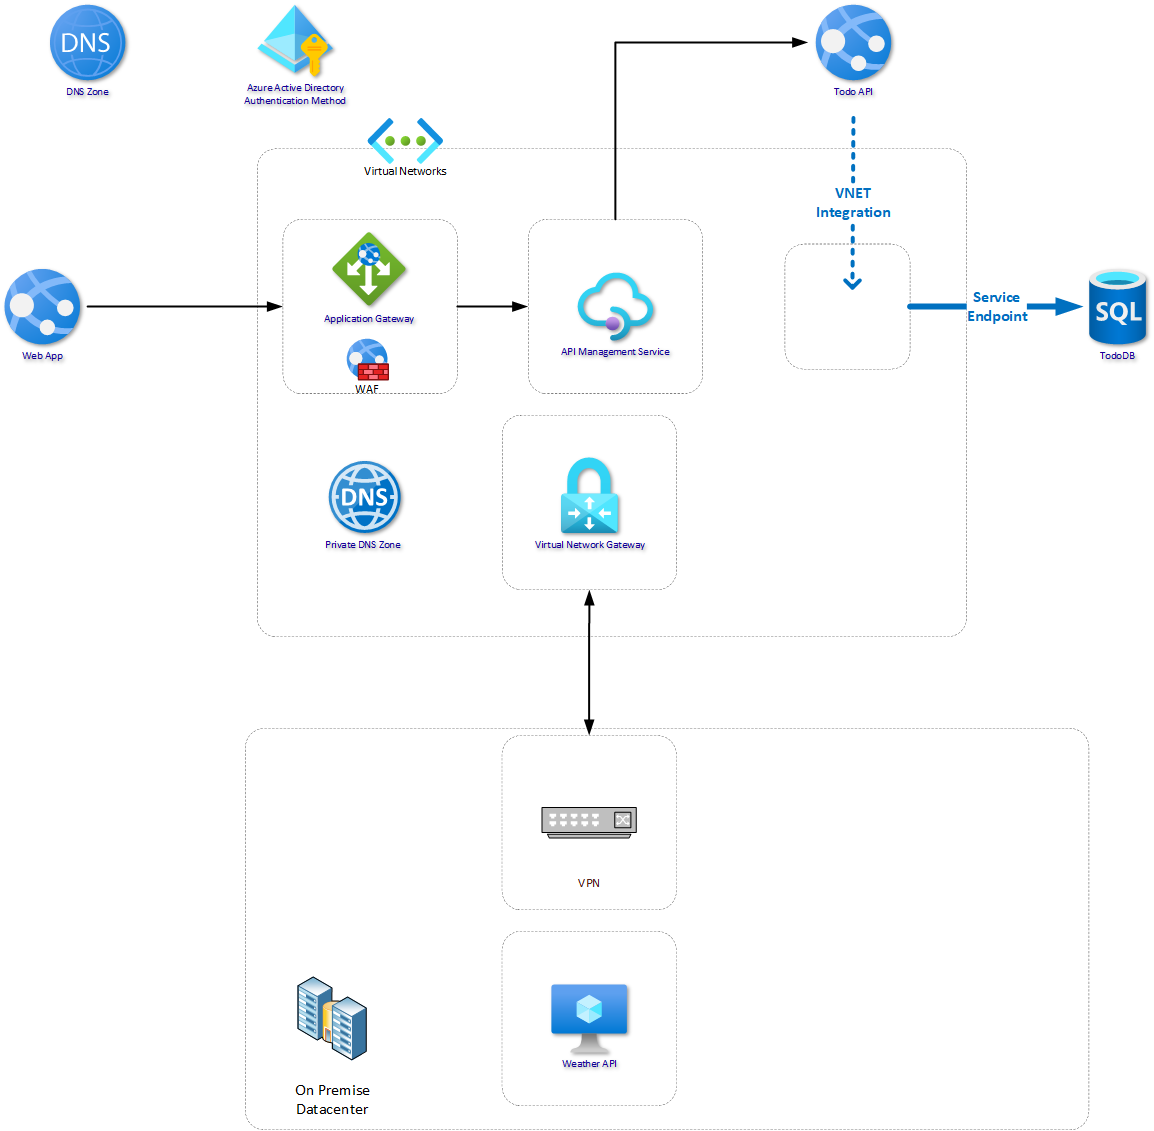 DNS
DNS Zone
Azure Active Directory
Authentication Method
Todo API
Virtual Networks
VNET
Integration
Web App
Application Gateway
WAF
API Management Service
Service
Endpoint
SQL
TodoDB
DNS
Private DNS Zone
Virtual Network Gateway
VPN
Weather API
On Premise
Datacenter